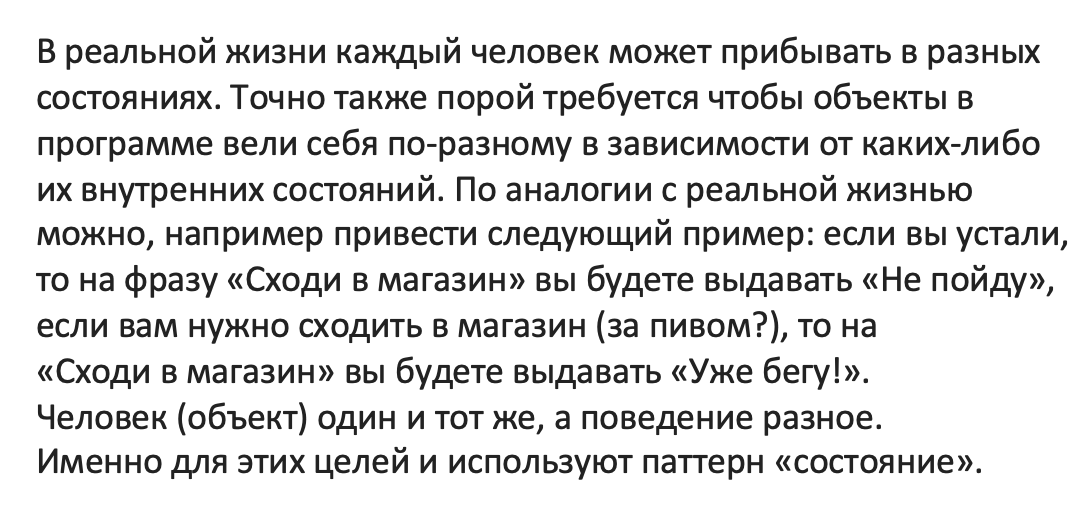 В реальной жизни каждый человек может прибывать в разных
состояниях. Точно также порой требуется чтобы объекты в
программе вели себя по-разному в зависимости от каких-либо
их внутренних состояний. По аналогии с реальной жизнью
можно, например привести следующий пример: если вы устали,
то на фразу «Сходи в магазин» вы будете выдавать «Не пойду»,
если вам нужно сходить в магазин (за пивом?), то на
«Сходи в магазин» вы будете выдавать «Уже бегу!».
Человек (объект) один и тот же, а поведение разное.
Именно для этих целей и используют паттерн «состояние».